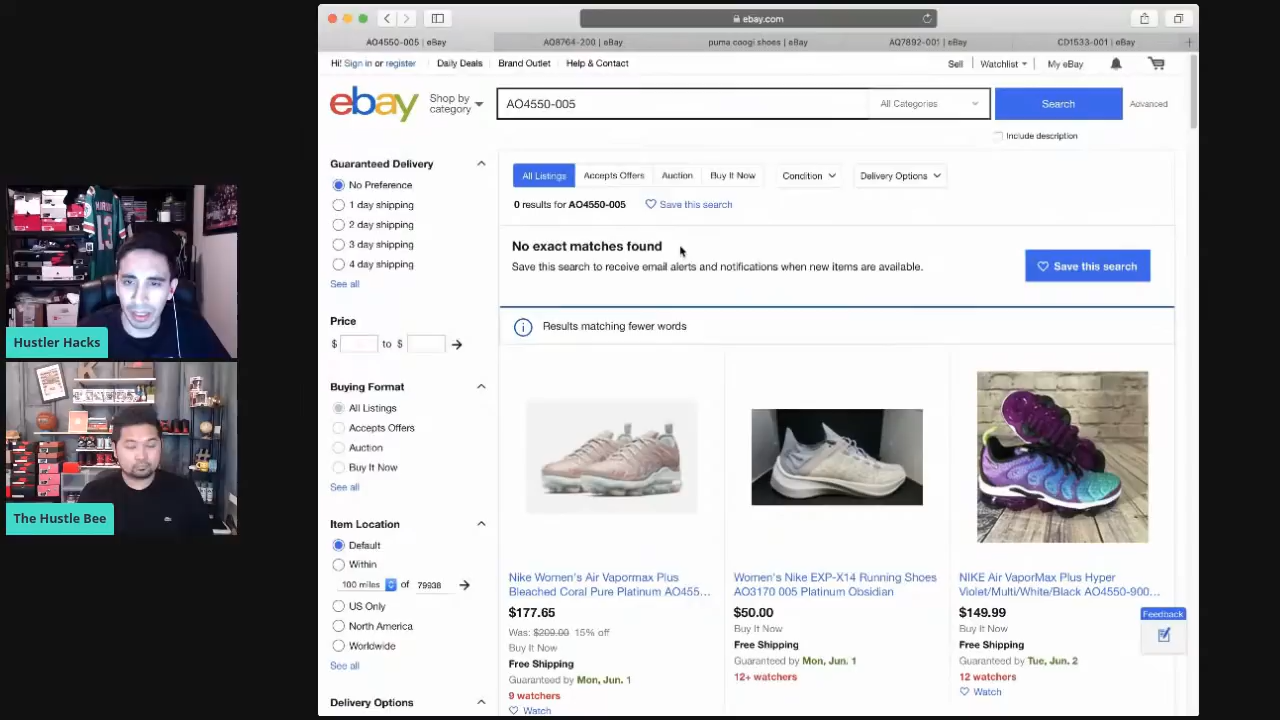 ebay.com
AO4550-005 | eBay
AQ8764-200 | eBay
puma coogi shoes | eBay
AQ7892-001 | eBay
CD1533-001 | eBay
Hi! Sign in or register
Daily Deals
Brand Outlet
Help & Contact
Sell
Watchlist
My eBay
ebay
Shop by
category
AO4550-005
All Categories
Search
Advanced
Include description
Guaranteed Delivery
No Preference
1 day shipping
2 day shipping
3 day shipping
4 day shipping
See all
Price
$ to $
Buying Format
All Listings
Accepts Offers
Auction
Buy It Now
See all
Item Location
Default
Within
100 miles of 79938
US Only
North America
Worldwide
See all
Delivery Options
All Listings
Accepts Offers
Auction
Buy It Now
Condition
Delivery Options
0 results for AO4550-005
Save this search
No exact matches found
Save this search to receive email alerts and notifications when new items are available.
Save this search
Results matching fewer words
Nike Women's Air Vapormax Plus
Bleached Coral Pure Platinum AO455...
$177.65
Was: $209.00 15% off
Buy It Now
Free Shipping
Guaranteed by Mon, Jun. 1
9 watchers
Watch
Women's Nike EXP-X14 Running Shoes
AO3170 005 Platinum Obsidian
$50.00
Buy It Now
Free Shipping
Guaranteed by Mon, Jun. 1
12+ watchers
NIKE Air VaporMax Plus Hyper
Violet/Multi/White/Black AO4550-900...
$149.99
Buy It Now
Free Shipping
Guaranteed by Tue, Jun. 2
12 watchers
Watch
Feedback
Hustler Hacks
The Hustle Bee